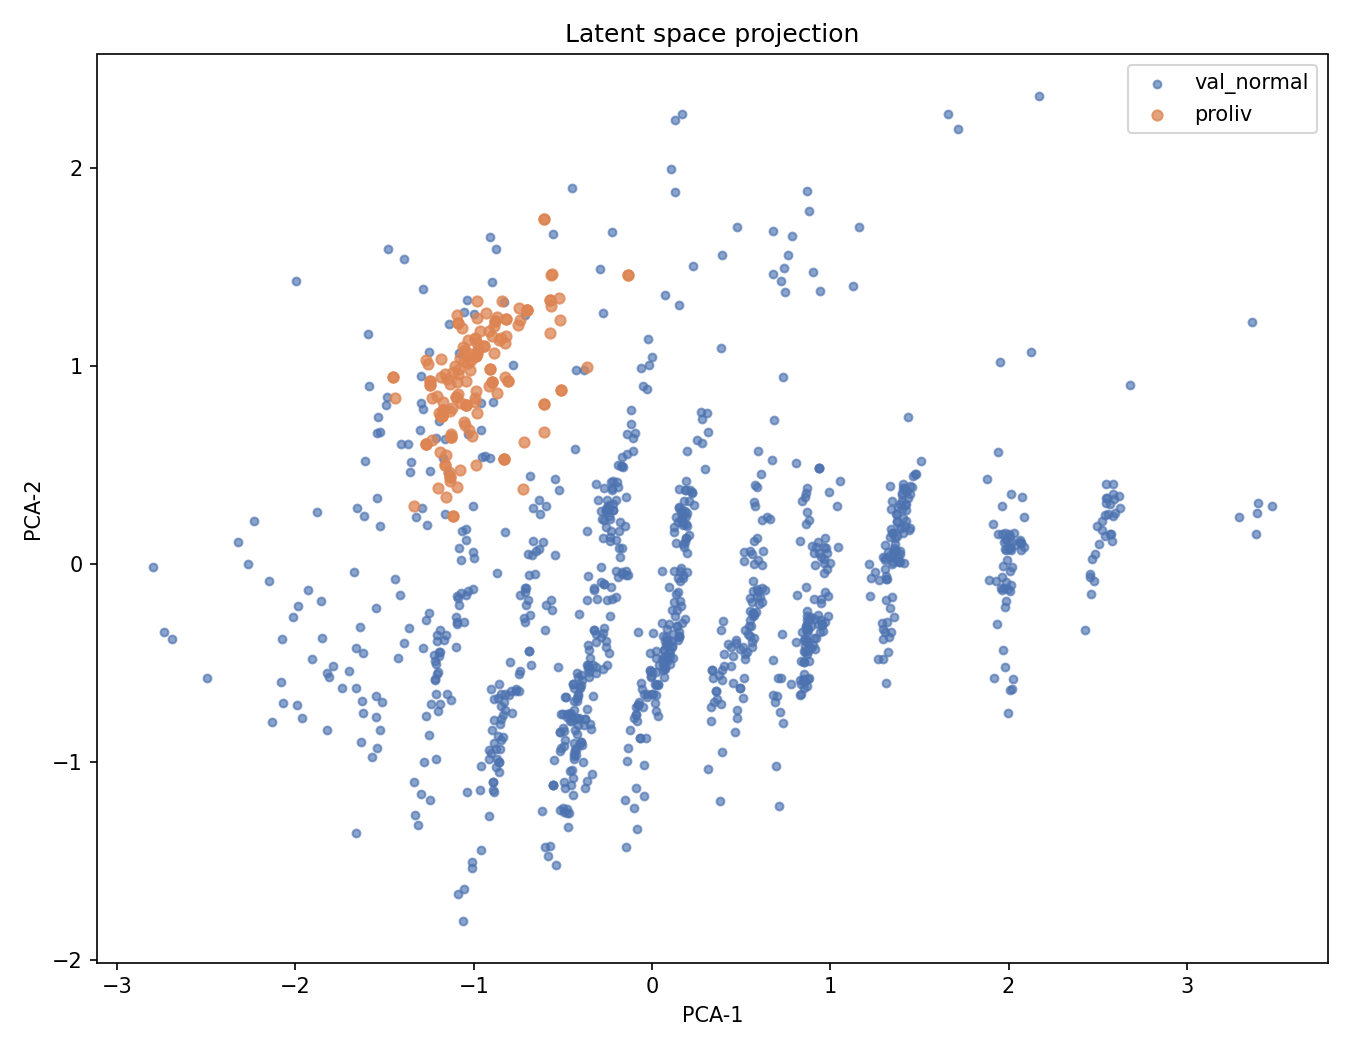 Latent space projection
val_normal
proliv
2
1
0
−1
−2
PCA-2
−3
−2
−1
0
1
2
3
PCA-1